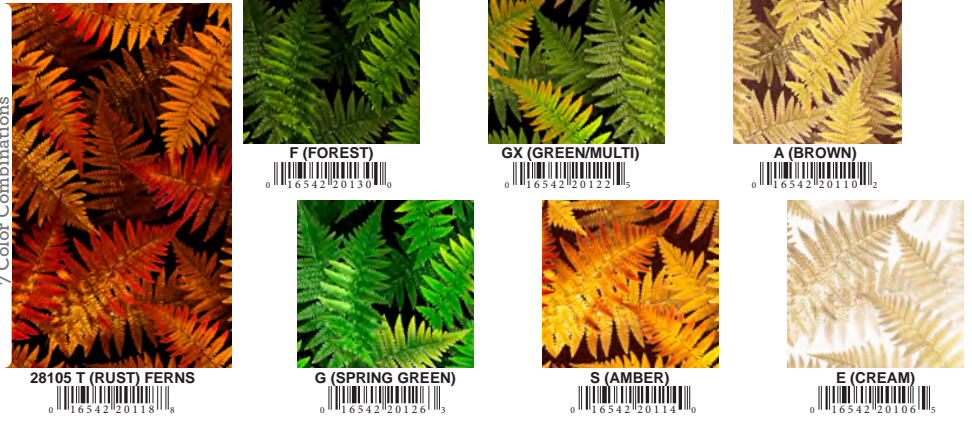 7 Color Combinations
F (FOREST)
0 16542 20130 0
GX (GREEN/MULTI)
0 16542 20122 5
A (BROWN)
0 16542 20110 2
28105 T (RUST) FERNS
0 16542 20118 8
G (SPRING GREEN)
0 16542 20126 3
S (AMBER)
0 16542 20114 0
E (CREAM)
0 16542 20106 5